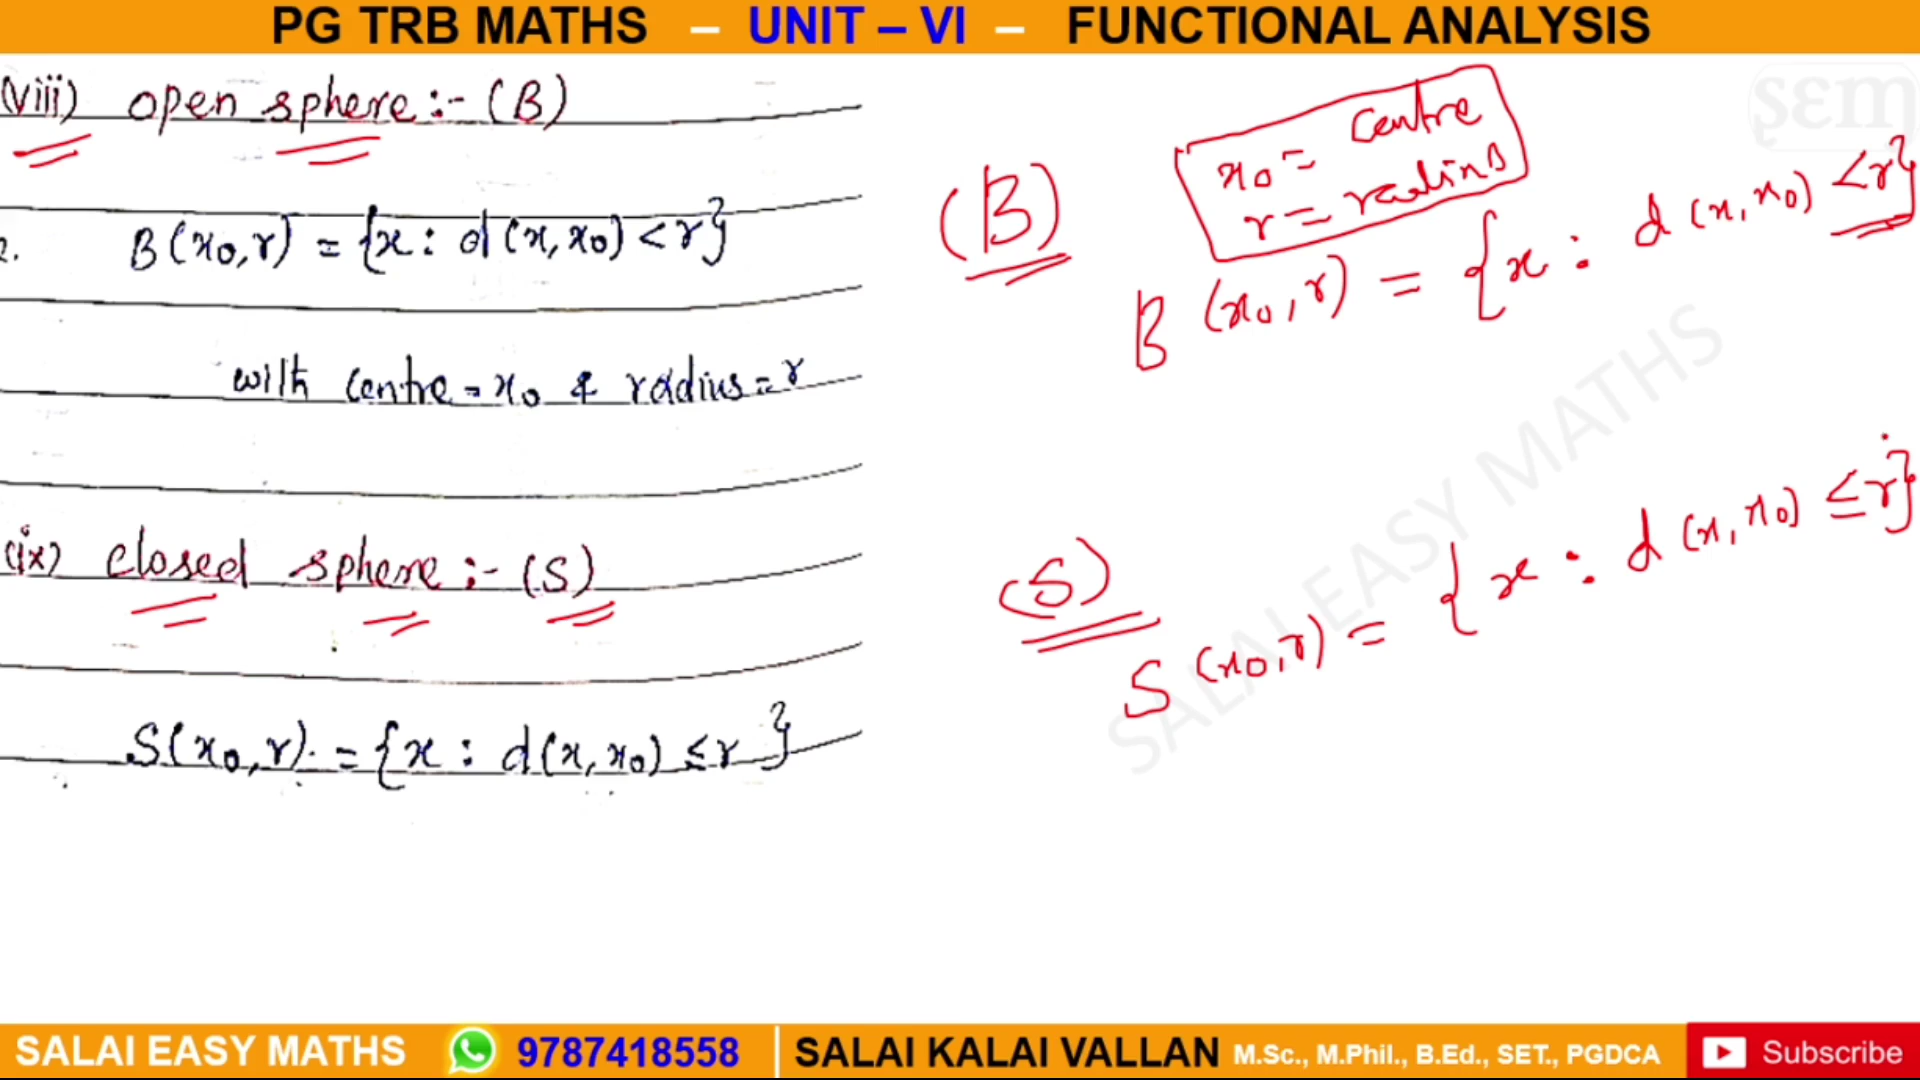 PG TRB MATHS – UNIT – VI – FUNCTIONAL ANALYSIS
(viii) open sphere:- (B)
B(x₀,r) = {x : d(x,x₀) < r}
with centre = x₀ & radius = r
(ix) closed sphere:- (S)
S(x₀,r) = {x : d(x,x₀) ≤ r}
sem
x₀ = centre
r = radius
(B)
B (x₀,r) = {x : d(x,x₀) < r}
(S)
S (x₀,r) = {x : d(x,x₀) ≤ r}
SALAI EASY MATHS
SALAI EASY MATHS 9787418558 | SALAI KALAI VALLAN M.Sc., M.Phil., B.Ed., SET., PGDCA Subscribe